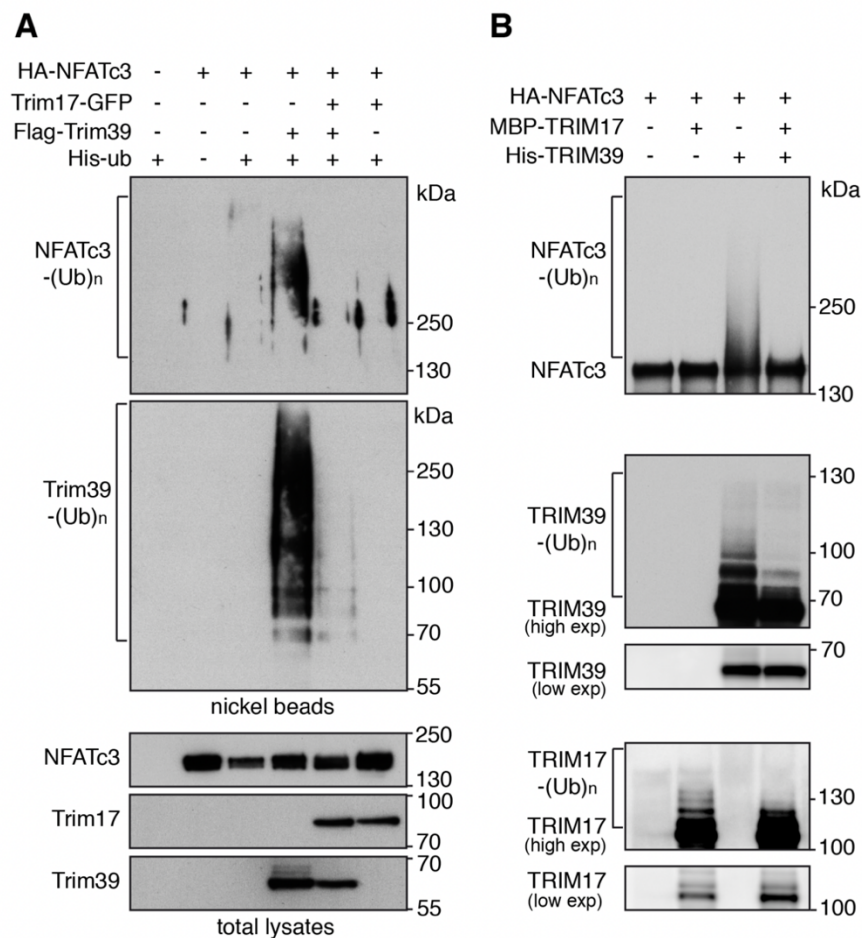 A
HA-NFATc3 - + + + + +
Trim17-GFP - - - - + +
Flag-Trim39 - - - + + -
His-ub + - + + + +
kDa
NFATc3
-(Ub)n
250
130
kDa
Trim39
-(Ub)n
250
130
100
70
55
nickel beads
NFATc3
250
130
Trim17
100
70
Trim39
70
55
total lysates
B
HA-NFATc3 + + + +
MBP-TRIM17 - + - +
His-TRIM39 - - + +
kDa
NFATc3
-(Ub)n
250
NFATc3
130
130
TRIM39
-(Ub)n
100
TRIM39
(high exp)
70
70
TRIM39
(low exp)
TRIM17
-(Ub)n
130
TRIM17
(high exp)
100
TRIM17
(low exp)
100